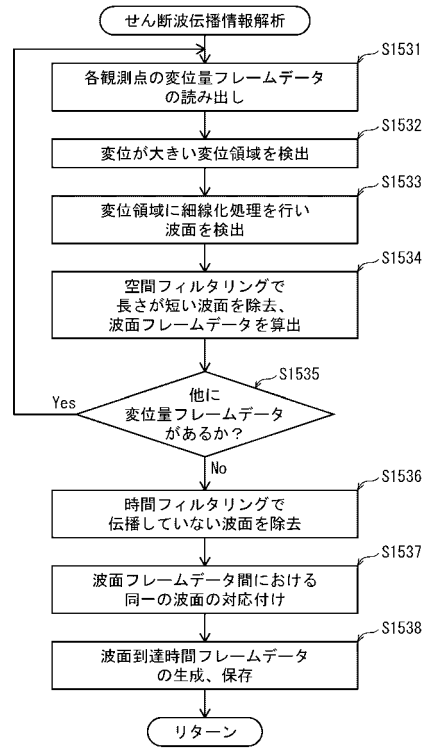 せん断波伝播情報解析
S1531
各観測点の変位量フレームデータ
の読み出し
S1532
変位が大きい変位領域を検出
S1533
変位領域に細線化処理を行い
波面を検出
S1534
空間フィルタリングで
長さが短い波面を除去、
波面フレームデータを算出
S1535
他に
変位量フレームデータ
があるか?
Yes
No
S1536
時間フィルタリングで
伝播していない波面を除去
S1537
波面フレームデータ間における
同一の波面の対応付け
S1538
波面到達時間フレームデータ
の生成、保存
リターン